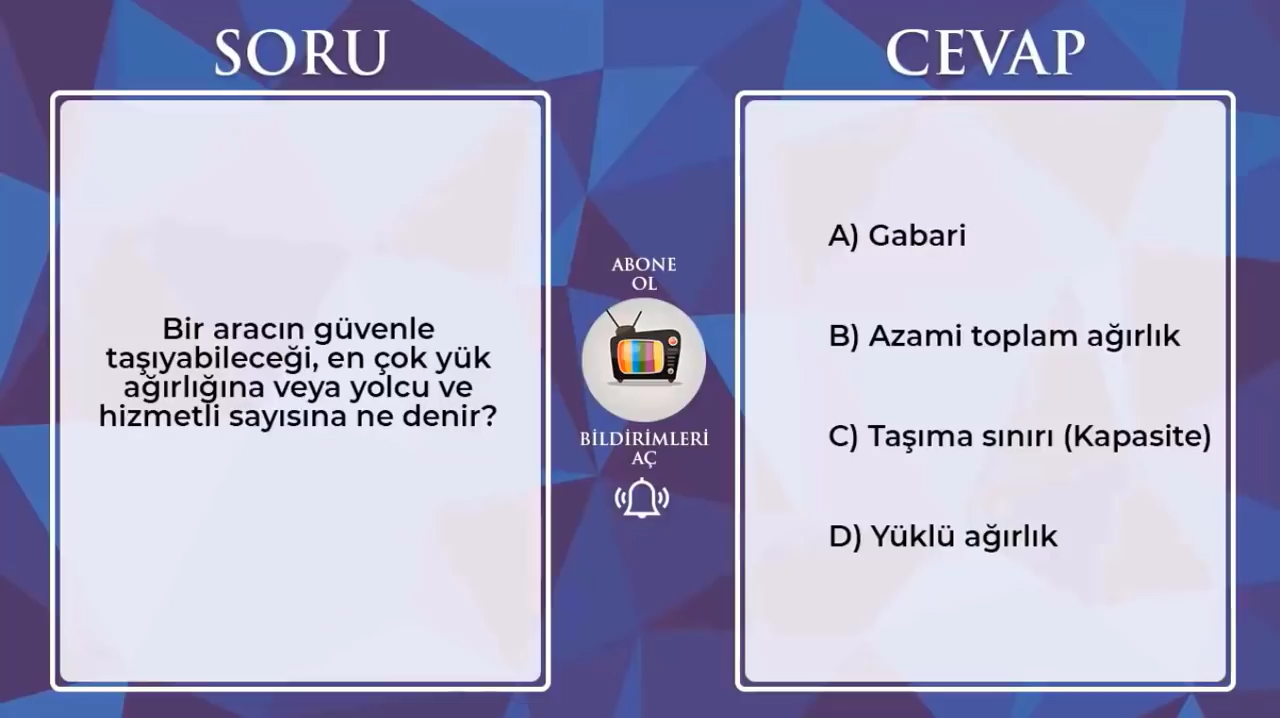 SORU
Bir aracın güvenle
taşıyabileceği, en çok yük
ağırlığına veya yolcu ve
hizmetli sayısına ne denir?
ABONE
OL
BİLDİRİMLERİ
AÇ
CEVAP
A) Gabari
B) Azami toplam ağırlık
C) Taşıma sınırı (Kapasite)
D) Yüklü ağırlık